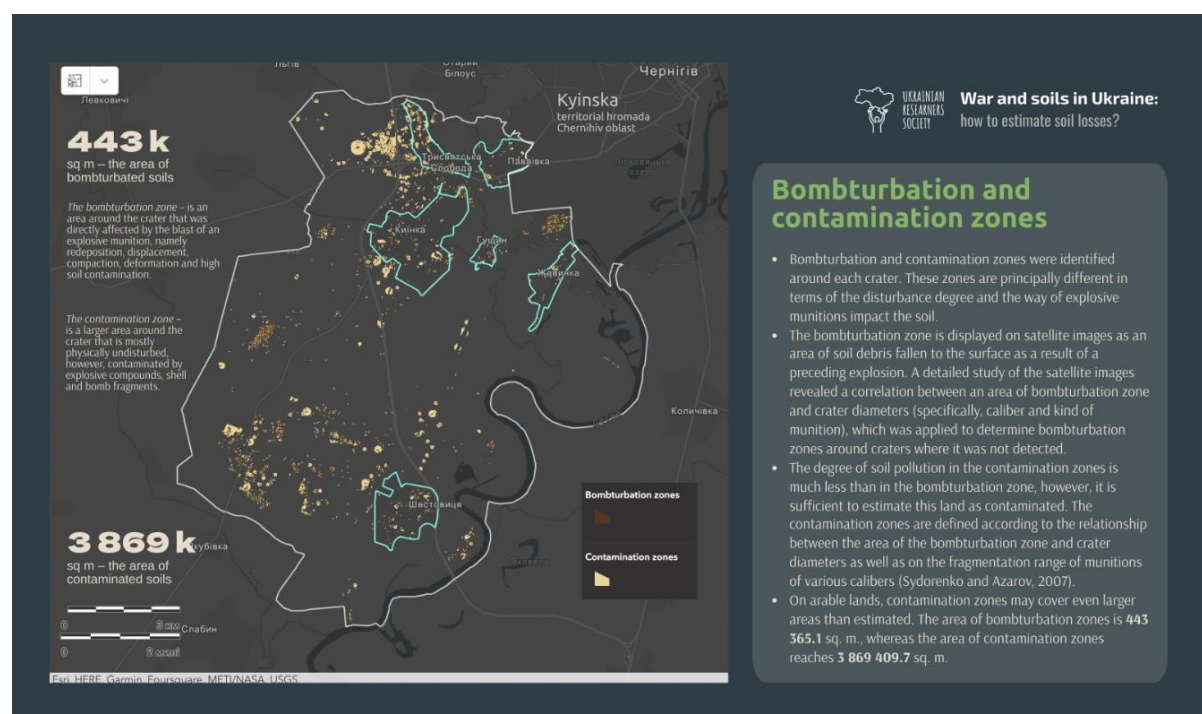 Львів
Старий
Білоус
Чернігів
Левковичі
Kyinska
territorial hromada
Chernihiv oblast
443 k
sq m – the area of
bombturbated soils
The bombturbation zone – is an
area around the crater that was
directly affected by the blast of an
explosive munition, namely
redeposition, displacement,
compaction, deformation and high
soil contamination.
The contamination zone –
is a larger area around the
crater that is mostly
physically undisturbed,
however, contaminated by
explosive compounds, shell
and bomb fragments.
Трисвятська
Слобода
Павлівка
Киїнка
Гущин
Жавинка
Количівка
Шестовиця
кубівка
3 869 k
sq m – the area of
contaminated soils
0 3 км
Слабин
0 2 милі
Bombturbation zones
Contamination zones
Esri, HERE, Garmin, Foursquare, METI/NASA, USGS
UKRAINIAN
RESEARNERS
SOCIETY
War and soils in Ukraine:
how to estimate soil losses?
Bombturbation and
contamination zones
• Bombturbation and contamination zones were identified
around each crater. These zones are principally different in
terms of the disturbance degree and the way of explosive
munitions impact the soil.
• The bombturbation zone is displayed on satellite images as an
area of soil debris fallen to the surface as a result of a
preceding explosion. A detailed study of the satellite images
revealed a correlation between an area of bombturbation zone
and crater diameters (specifically, caliber and kind of
munition), which was applied to determine bombturbation
zones around craters where it was not detected.
• The degree of soil pollution in the contamination zones is
much less than in the bombturbation zone, however, it is
sufficient to estimate this land as contaminated. The
contamination zones are defined according to the relationship
between the area of the bombturbation zone and crater
diameters as well as on the fragmentation range of munitions
of various calibers (Sydorenko and Azarov, 2007).
• On arable lands, contamination zones may cover even larger
areas than estimated. The area of bombturbation zones is 443
365.1 sq. m., whereas the area of contamination zones
reaches 3 869 409.7 sq. m.